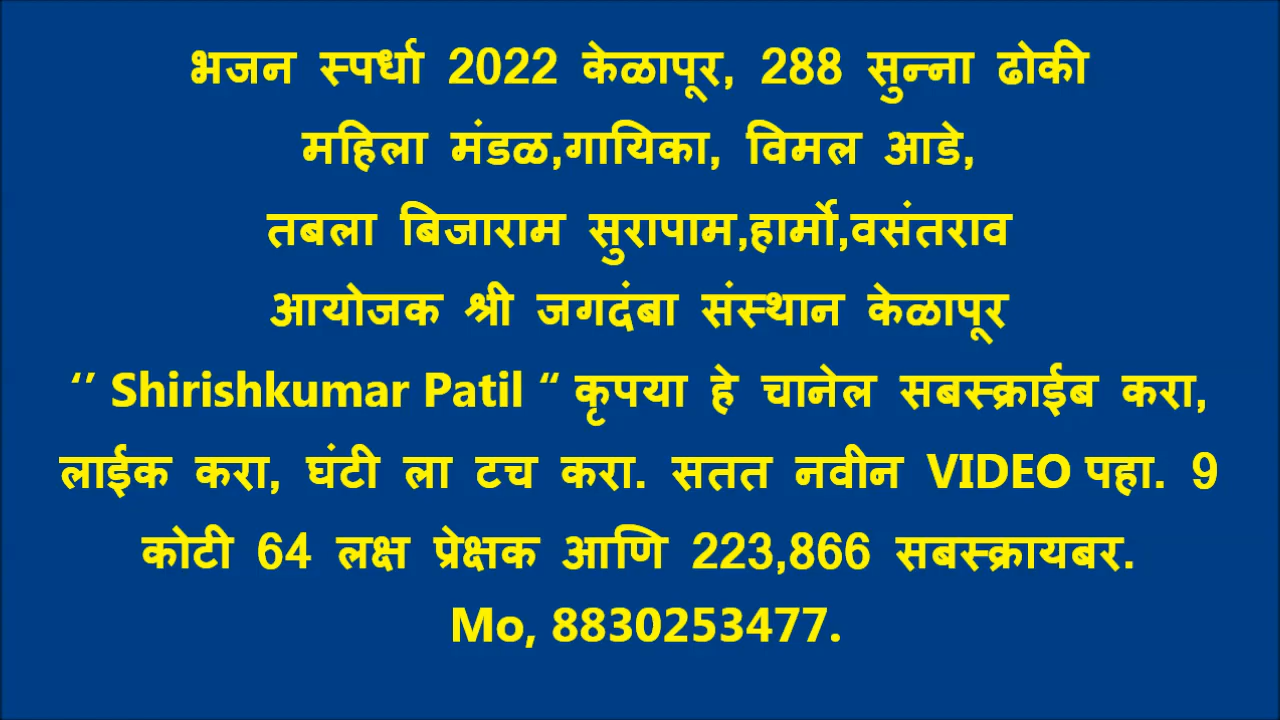 भजन स्पर्धा 2022 केळापूर, 288 सुन्ना ढोकी
महिला मंडळ,गायिका, विमल आडे,
तबला बिजाराम सुरापाम,हार्मो,वसंतराव
आयोजक श्री जगदंबा संस्थान केळापूर
‘’ Shirishkumar Patil “ कृपया हे चानेल सबस्क्राईब करा,
लाईक करा, घंटी ला टच करा. सतत नवीन VIDEO पहा. 9
कोटी 64 लक्ष प्रेक्षक आणि 223,866 सबस्क्रायबर.
Mo, 8830253477.